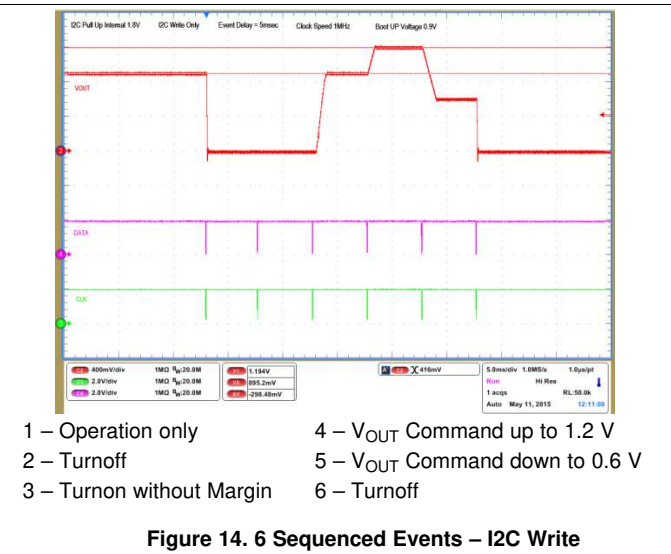 I2C Pull Up Internal 1.8V I2C Write Only Event Delay = 5msec Clock Speed 1MHz Boot UP Voltage 0.9V
VOUT
DATA
CLK
400mV/div 1MΩ BW:20.0M
2.0V/div 1MΩ BW:20.0M
2.0V/div 1MΩ BW:20.0M
1.194V
895.2mV
-298.48mV
416mV
5.0ms/div 1.0MS/s 1.0µs/pt
Run Hi Res
1 acqs RL:50.0k
Auto May 11, 2015 12:11:08
1 – Operation only
2 – Turnoff
3 – Turnon without Margin
4 – VOUT Command up to 1.2 V
5 – VOUT Command down to 0.6 V
6 – Turnoff
Figure 14. 6 Sequenced Events – I2C Write